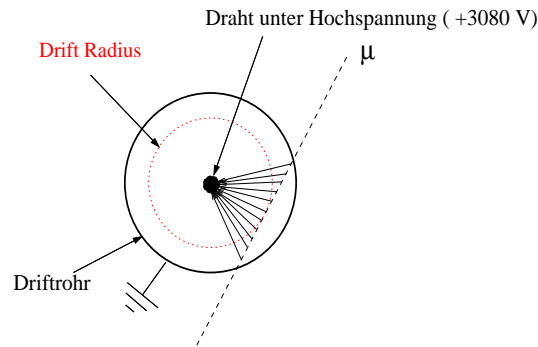 Draht unter Hochspannung ( +3080 V)
Drift Radius
μ
Driftrohr